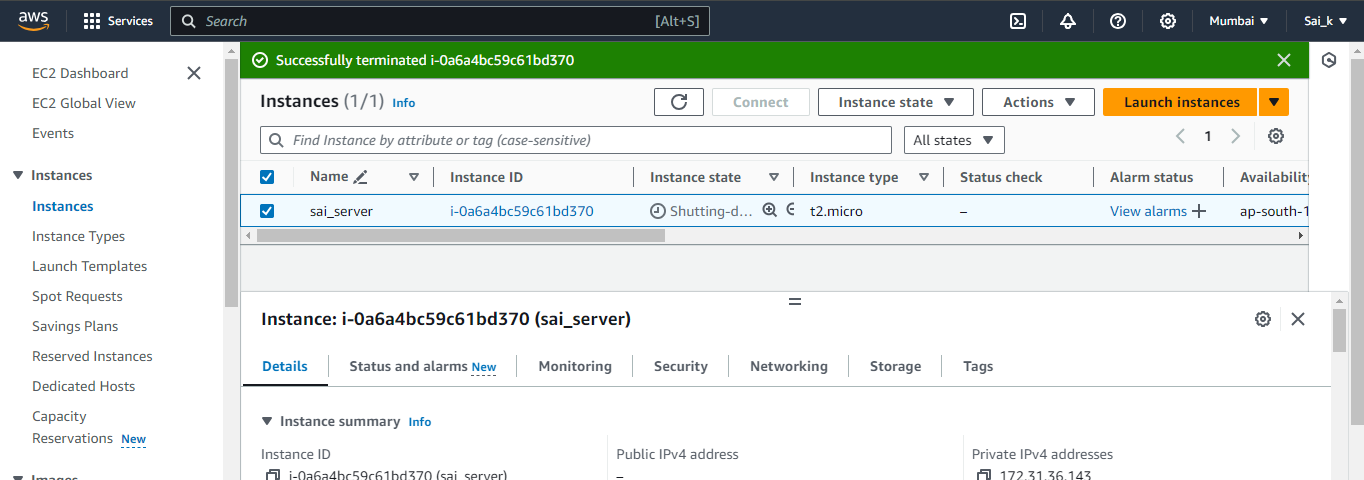 aws Services Search [Alt+S] Mumbai Sai_k
EC2 Dashboard
EC2 Global View
Events
Instances
Instances
Instance Types
Launch Templates
Spot Requests
Savings Plans
Reserved Instances
Dedicated Hosts
Capacity
Reservations New
Images
Successfully terminated i-0a6a4bc59c61bd370
Instances (1/1) Info Connect Instance state Actions Launch instances
Find Instance by attribute or tag (case-sensitive) All states 1
Name Instance ID Instance state Instance type Status check Alarm status Availability
sai_server i-0a6a4bc59c61bd370 Shutting-d... t2.micro – View alarms + ap-south-1
Instance: i-0a6a4bc59c61bd370 (sai_server)
Details Status and alarms New Monitoring Security Networking Storage Tags
Instance summary Info
Instance ID Public IPv4 address Private IPv4 addresses
i-0a6a4bc59c61bd370 (sai_server) – 172.31.36.143